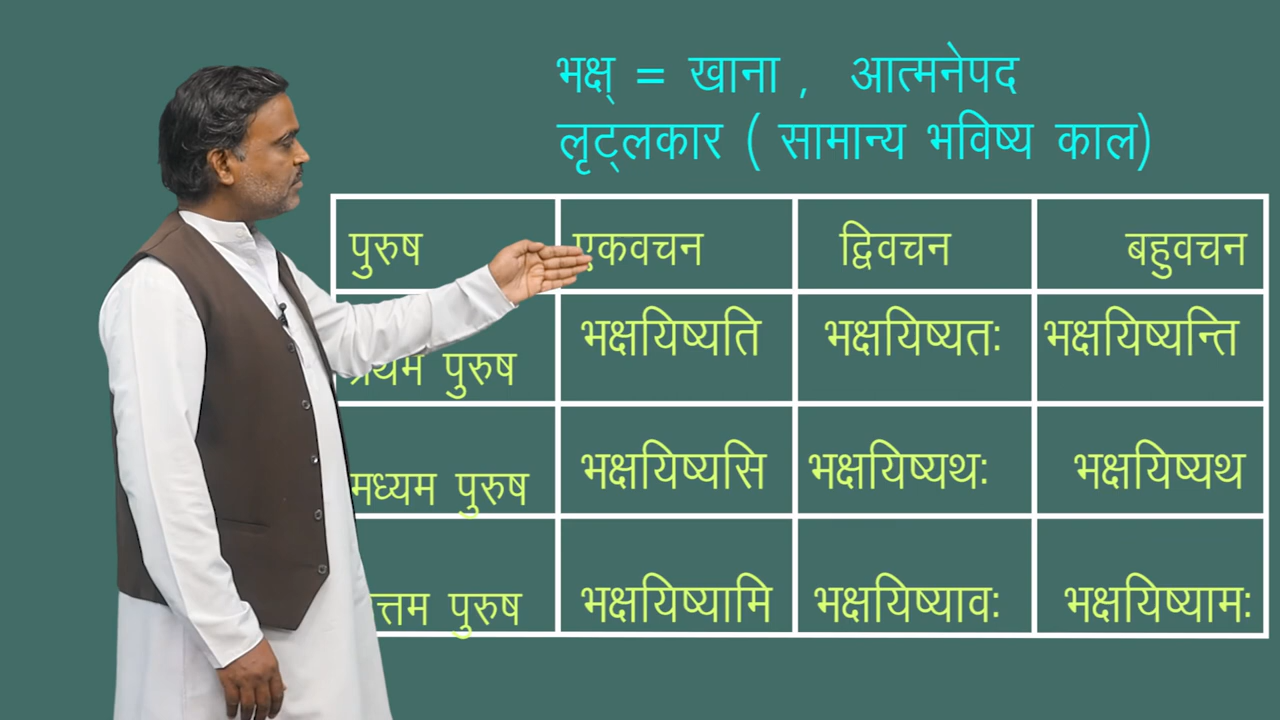 भक्ष् = खाना , आत्मनेपद
लृट्लकार ( सामान्य भविष्य काल)
पुरुष एकवचन द्विवचन बहुवचन
भक्षयिष्यति भक्षयिष्यतः भक्षयिष्यन्ति
प्रथम पुरुष
भक्षयिष्यसि भक्षयिष्यथः भक्षयिष्यथ
मध्यम पुरुष
भक्षयिष्यामि भक्षयिष्यावः भक्षयिष्यामः
पुरुष